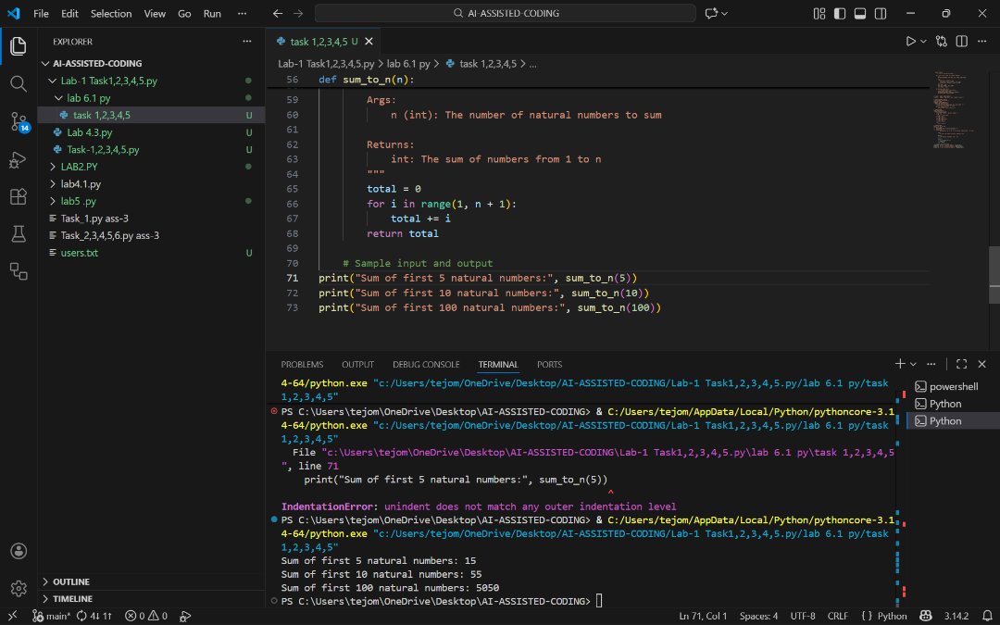 File Edit Selection View Go Run ··· AI-ASSISTED-CODING
EXPLORER ···
AI-ASSISTED-CODING
Lab-1 Task1,2,3,4,5.py
lab 6.1 py
task 1,2,3,4,5 U
Lab 4.3.py U
Task-1,2,3,4,5.py U
LAB2.PY
lab4.1.py
lab5 .py
Task_1.py ass-3
Task_2,3,4,5,6.py ass-3
users.txt U
14
OUTLINE
TIMELINE
task 1,2,3,4,5 U
Lab-1 Task1,2,3,4,5.py > lab 6.1 py > task 1,2,3,4,5 > ...
56 def sum_to_n(n):
59 Args:
60 n (int): The number of natural numbers to sum
61
62 Returns:
63 int: The sum of numbers from 1 to n
64 """
65 total = 0
66 for i in range(1, n + 1):
67 total += i
68 return total
69
70 # Sample input and output
71 print("Sum of first 5 natural numbers:", sum_to_n(5))
72 print("Sum of first 10 natural numbers:", sum_to_n(10))
73 print("Sum of first 100 natural numbers:", sum_to_n(100))
PROBLEMS OUTPUT DEBUG CONSOLE TERMINAL PORTS
4-64/python.exe "c:/Users/tejom/OneDrive/Desktop/AI-ASSISTED-CODING/Lab-1 Task1,2,3,4,5.py/lab 6.1 py/task
1,2,3,4,5"
PS C:\Users\tejom\OneDrive\Desktop\AI-ASSISTED-CODING> & C:/Users/tejom/AppData/Local/Python/pythoncore-3.1
4-64/python.exe "c:/Users/tejom/OneDrive/Desktop/AI-ASSISTED-CODING/Lab-1 Task1,2,3,4,5.py/lab 6.1 py/task
1,2,3,4,5"
File "c:\Users\tejom\OneDrive\Desktop\AI-ASSISTED-CODING\Lab-1 Task1,2,3,4,5.py\lab 6.1 py\task 1,2,3,4,5
", line 71
print("Sum of first 5 natural numbers:", sum_to_n(5))
^
IndentationError: unindent does not match any outer indentation level
PS C:\Users\tejom\OneDrive\Desktop\AI-ASSISTED-CODING> & C:/Users/tejom/AppData/Local/Python/pythoncore-3.1
4-64/python.exe "c:/Users/tejom/OneDrive/Desktop/AI-ASSISTED-CODING/Lab-1 Task1,2,3,4,5.py/lab 6.1 py/task
1,2,3,4,5"
Sum of first 5 natural numbers: 15
Sum of first 10 natural numbers: 55
Sum of first 100 natural numbers: 5050
PS C:\Users\tejom\OneDrive\Desktop\AI-ASSISTED-CODING>
powershell
Python
Python
main* 4↓ 1↑ 0 0 Ln 71, Col 1 Spaces: 4 UTF-8 CRLF {} Python 3.14.2